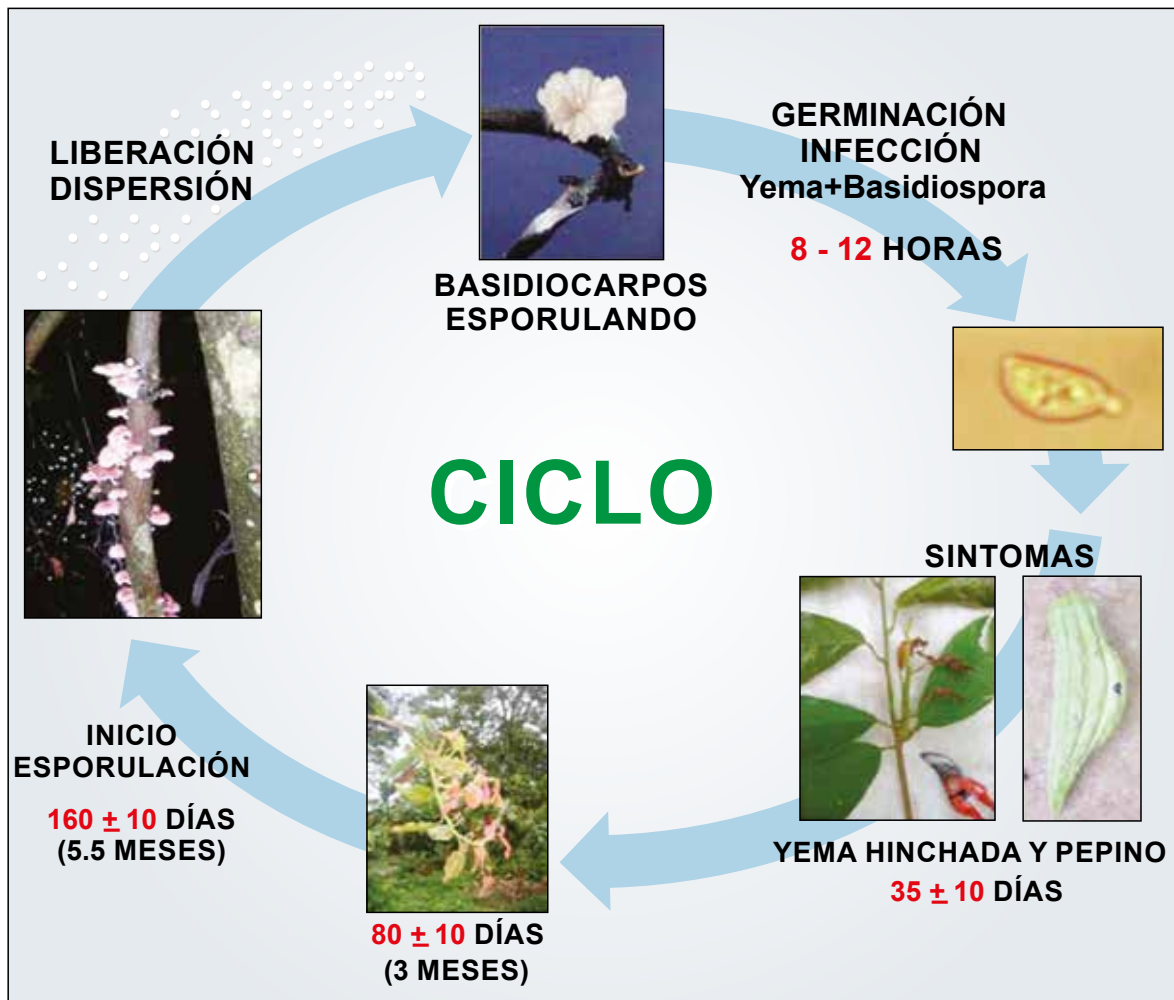 LIBERACIÓN
DISPERSIÓN
BASIDIOCARPOS
ESPORULANDO
GERMINACIÓN
INFECCIÓN
Yema+Basidiospora
8 - 12 HORAS
CICLO
SINTOMAS
YEMA HINCHADA Y PEPINO
35 ± 10 DÍAS
80 ± 10 DÍAS
(3 MESES)
INICIO
ESPORULACIÓN
160 ± 10 DÍAS
(5.5 MESES)